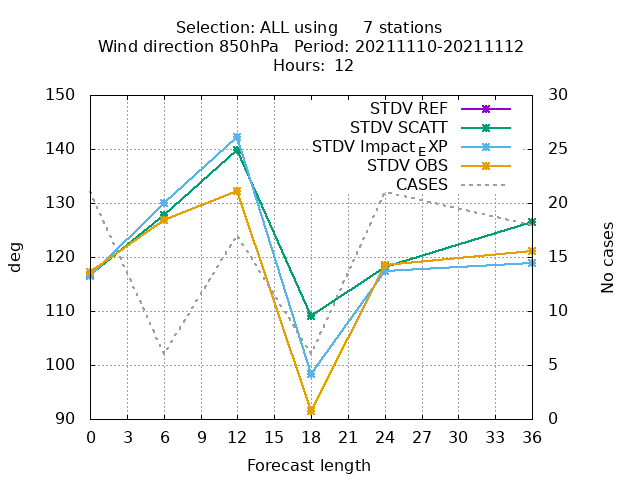 Selection: ALL using 7 stations
Wind direction 850hPa Period: 20211110-20211112
Hours: 12
150 30
STDV REF
STDV SCATT
140 STDV Impact_EXP 25
STDV OBS
CASES
130 20
120 15
deg
No cases
110 10
100 5
90 0
0 3 6 9 12 15 18 21 24 27 30 33 36
Forecast length